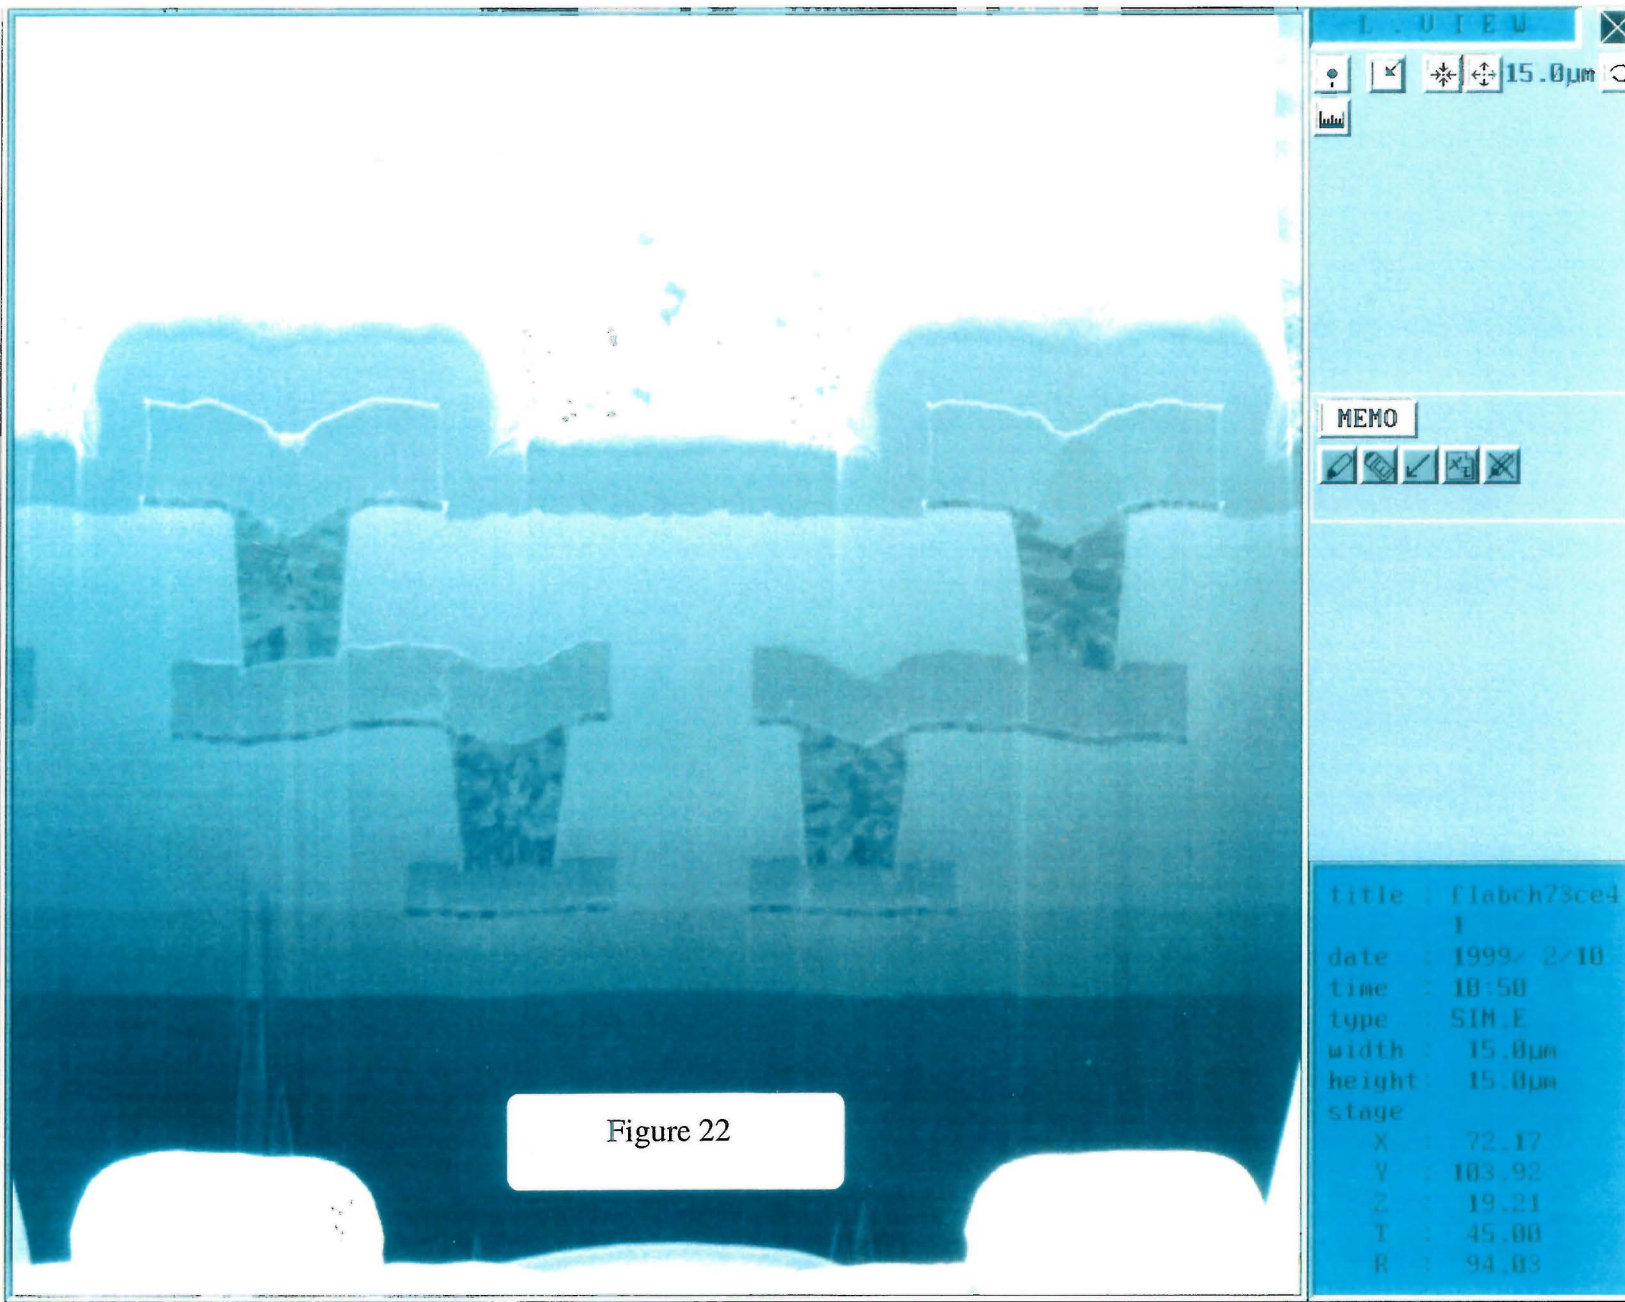 L.VIEW
15.0µm
MEMO
title : flabch73ce4
1
date : 1999/ 2/10
time : 10:50
type : SIM.E
width : 15.0µm
height: 15.0µm
stage
X : 72.17
Y : 103.92
Z : 19.21
T : 45.00
R : 94.03
Figure 22